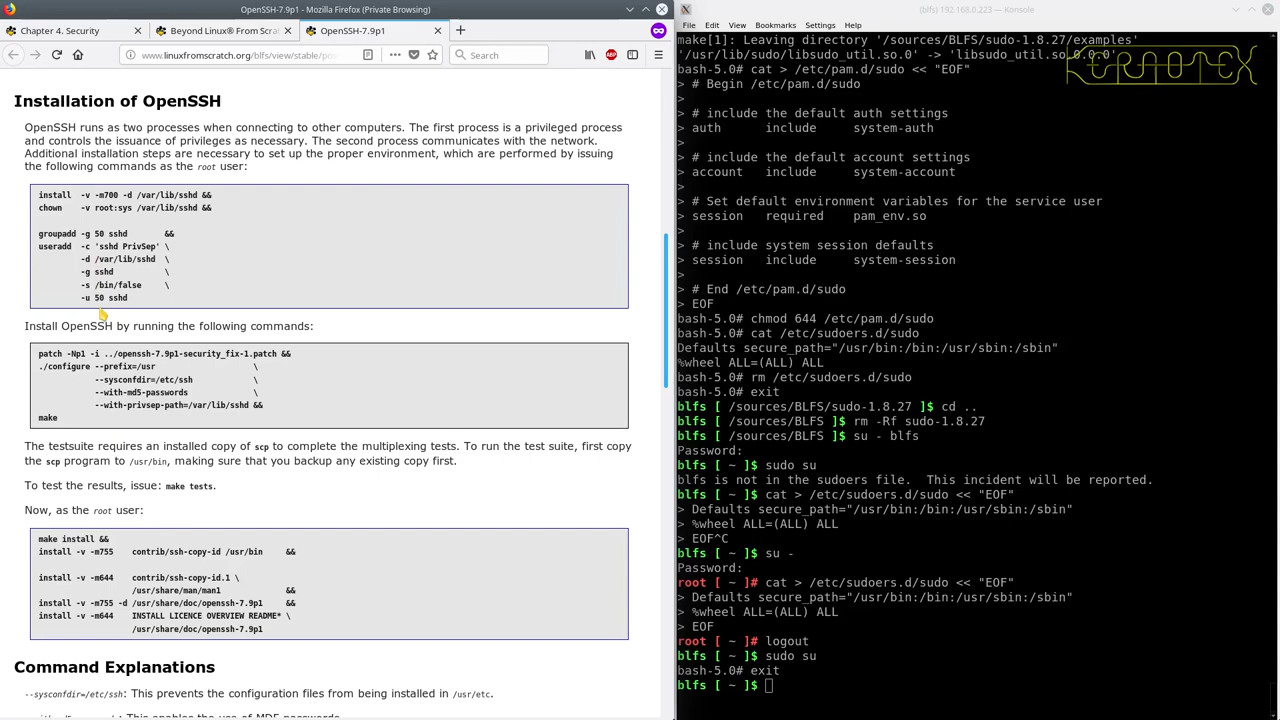 OpenSSH-7.9p1 - Mozilla Firefox (Private Browsing)
Chapter 4. Security
Beyond Linux® From Scrat
OpenSSH-7.9p1
www.linuxfromscratch.org/blfs/view/stable/post
Search
Installation of OpenSSH
OpenSSH runs as two processes when connecting to other computers. The first process is a privileged process
and controls the issuance of privileges as necessary. The second process communicates with the network.
Additional installation steps are necessary to set up the proper environment, which are performed by issuing
the following commands as the root user:
install -v -m700 -d /var/lib/sshd &&
chown -v root:sys /var/lib/sshd &&
groupadd -g 50 sshd &&
useradd -c 'sshd PrivSep' \
-d /var/lib/sshd \
-g sshd \
-s /bin/false \
-u 50 sshd
Install OpenSSH by running the following commands:
patch -Np1 -i ../openssh-7.9p1-security_fix-1.patch &&
./configure --prefix=/usr \
--sysconfdir=/etc/ssh \
--with-md5-passwords \
--with-privsep-path=/var/lib/sshd &&
make
The testsuite requires an installed copy of scp to complete the multiplexing tests. To run the test suite, first copy
the scp program to /usr/bin, making sure that you backup any existing copy first.
To test the results, issue: make tests.
Now, as the root user:
make install &&
install -v -m755 contrib/ssh-copy-id /usr/bin &&
install -v -m644 contrib/ssh-copy-id.1 \
/usr/share/man/man1 &&
install -v -m755 -d /usr/share/doc/openssh-7.9p1 &&
install -v -m644 INSTALL LICENCE OVERVIEW README* \
/usr/share/doc/openssh-7.9p1
Command Explanations
--sysconfdir=/etc/ssh: This prevents the configuration files from being installed in /usr/etc.
(blfs) 192.168.0.223 — Konsole
File Edit View Bookmarks Settings Help
make[1]: Leaving directory '/sources/BLFS/sudo-1.8.27/examples'
'/usr/lib/sudo/libsudo_util.so.0' -> 'libsudo_util.so.0.0.0'
KERNOTEX
bash-5.0# cat > /etc/pam.d/sudo << "EOF"
> # Begin /etc/pam.d/sudo
>
> # include the default auth settings
> auth include system-auth
>
> # include the default account settings
> account include system-account
>
> # Set default environment variables for the service user
> session required pam_env.so
>
> # include system session defaults
> session include system-session
>
> # End /etc/pam.d/sudo
> EOF
bash-5.0# chmod 644 /etc/pam.d/sudo
bash-5.0# cat /etc/sudoers.d/sudo
Defaults secure_path="/usr/bin:/bin:/usr/sbin:/sbin"
%wheel ALL=(ALL) ALL
bash-5.0# rm /etc/sudoers.d/sudo
bash-5.0# exit
blfs [ /sources/BLFS/sudo-1.8.27 ]$ cd ..
blfs [ /sources/BLFS ]$ rm -Rf sudo-1.8.27
blfs [ /sources/BLFS ]$ su - blfs
Password:
blfs [ ~ ]$ sudo su
blfs is not in the sudoers file.  This incident will be reported.
blfs [ ~ ]$ cat > /etc/sudoers.d/sudo << "EOF"
> Defaults secure_path="/usr/bin:/bin:/usr/sbin:/sbin"
> %wheel ALL=(ALL) ALL
> EOF^C
blfs [ ~ ]$ su -
Password:
root [ ~ ]# cat > /etc/sudoers.d/sudo << "EOF"
> Defaults secure_path="/usr/bin:/bin:/usr/sbin:/sbin"
> %wheel ALL=(ALL) ALL
> EOF
root [ ~ ]# logout
blfs [ ~ ]$ sudo su
bash-5.0# exit
blfs [ ~ ]$